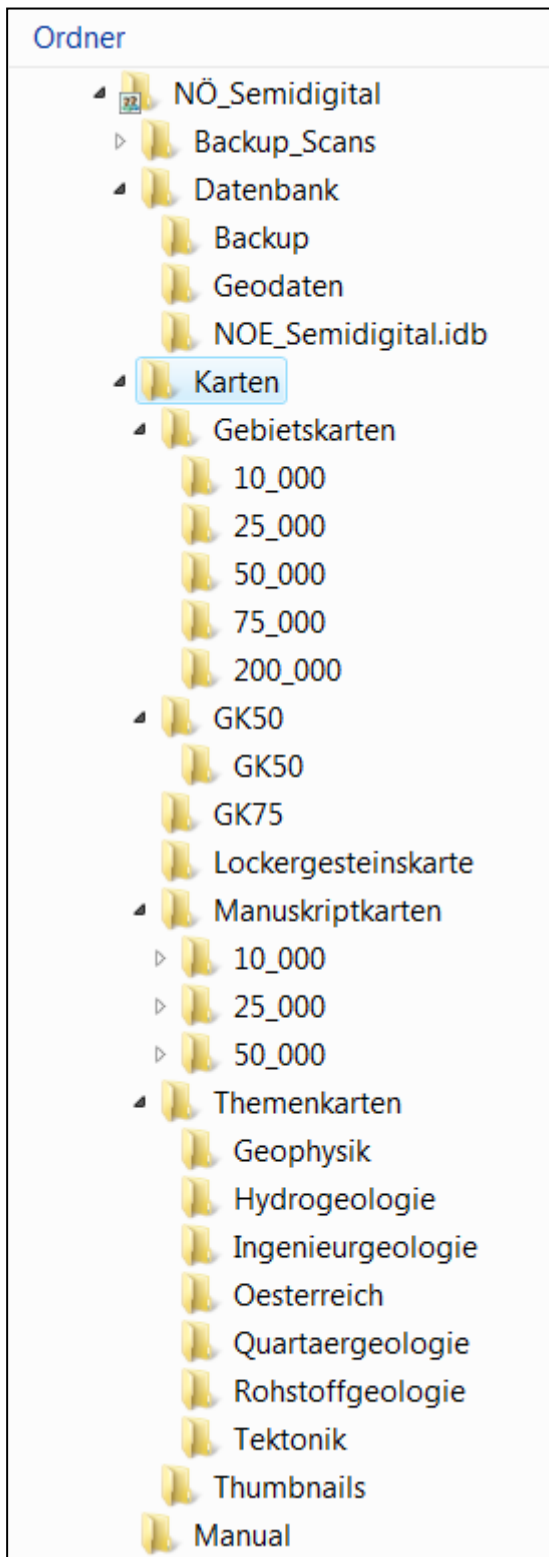 Ordner
NÖ_Semidigital
Backup_Scans
Datenbank
Backup
Geodaten
NOE_Semidigital.idb
Karten
Gebietskarten
10_000
25_000
50_000
75_000
200_000
GK50
GK50
GK75
Lockergesteinskarte
Manuskriptkarten
10_000
25_000
50_000
Themenkarten
Geophysik
Hydrogeologie
Ingenieurgeologie
Oesterreich
Quartaergeologie
Rohstoffgeologie
Tektonik
Thumbnails
Manual